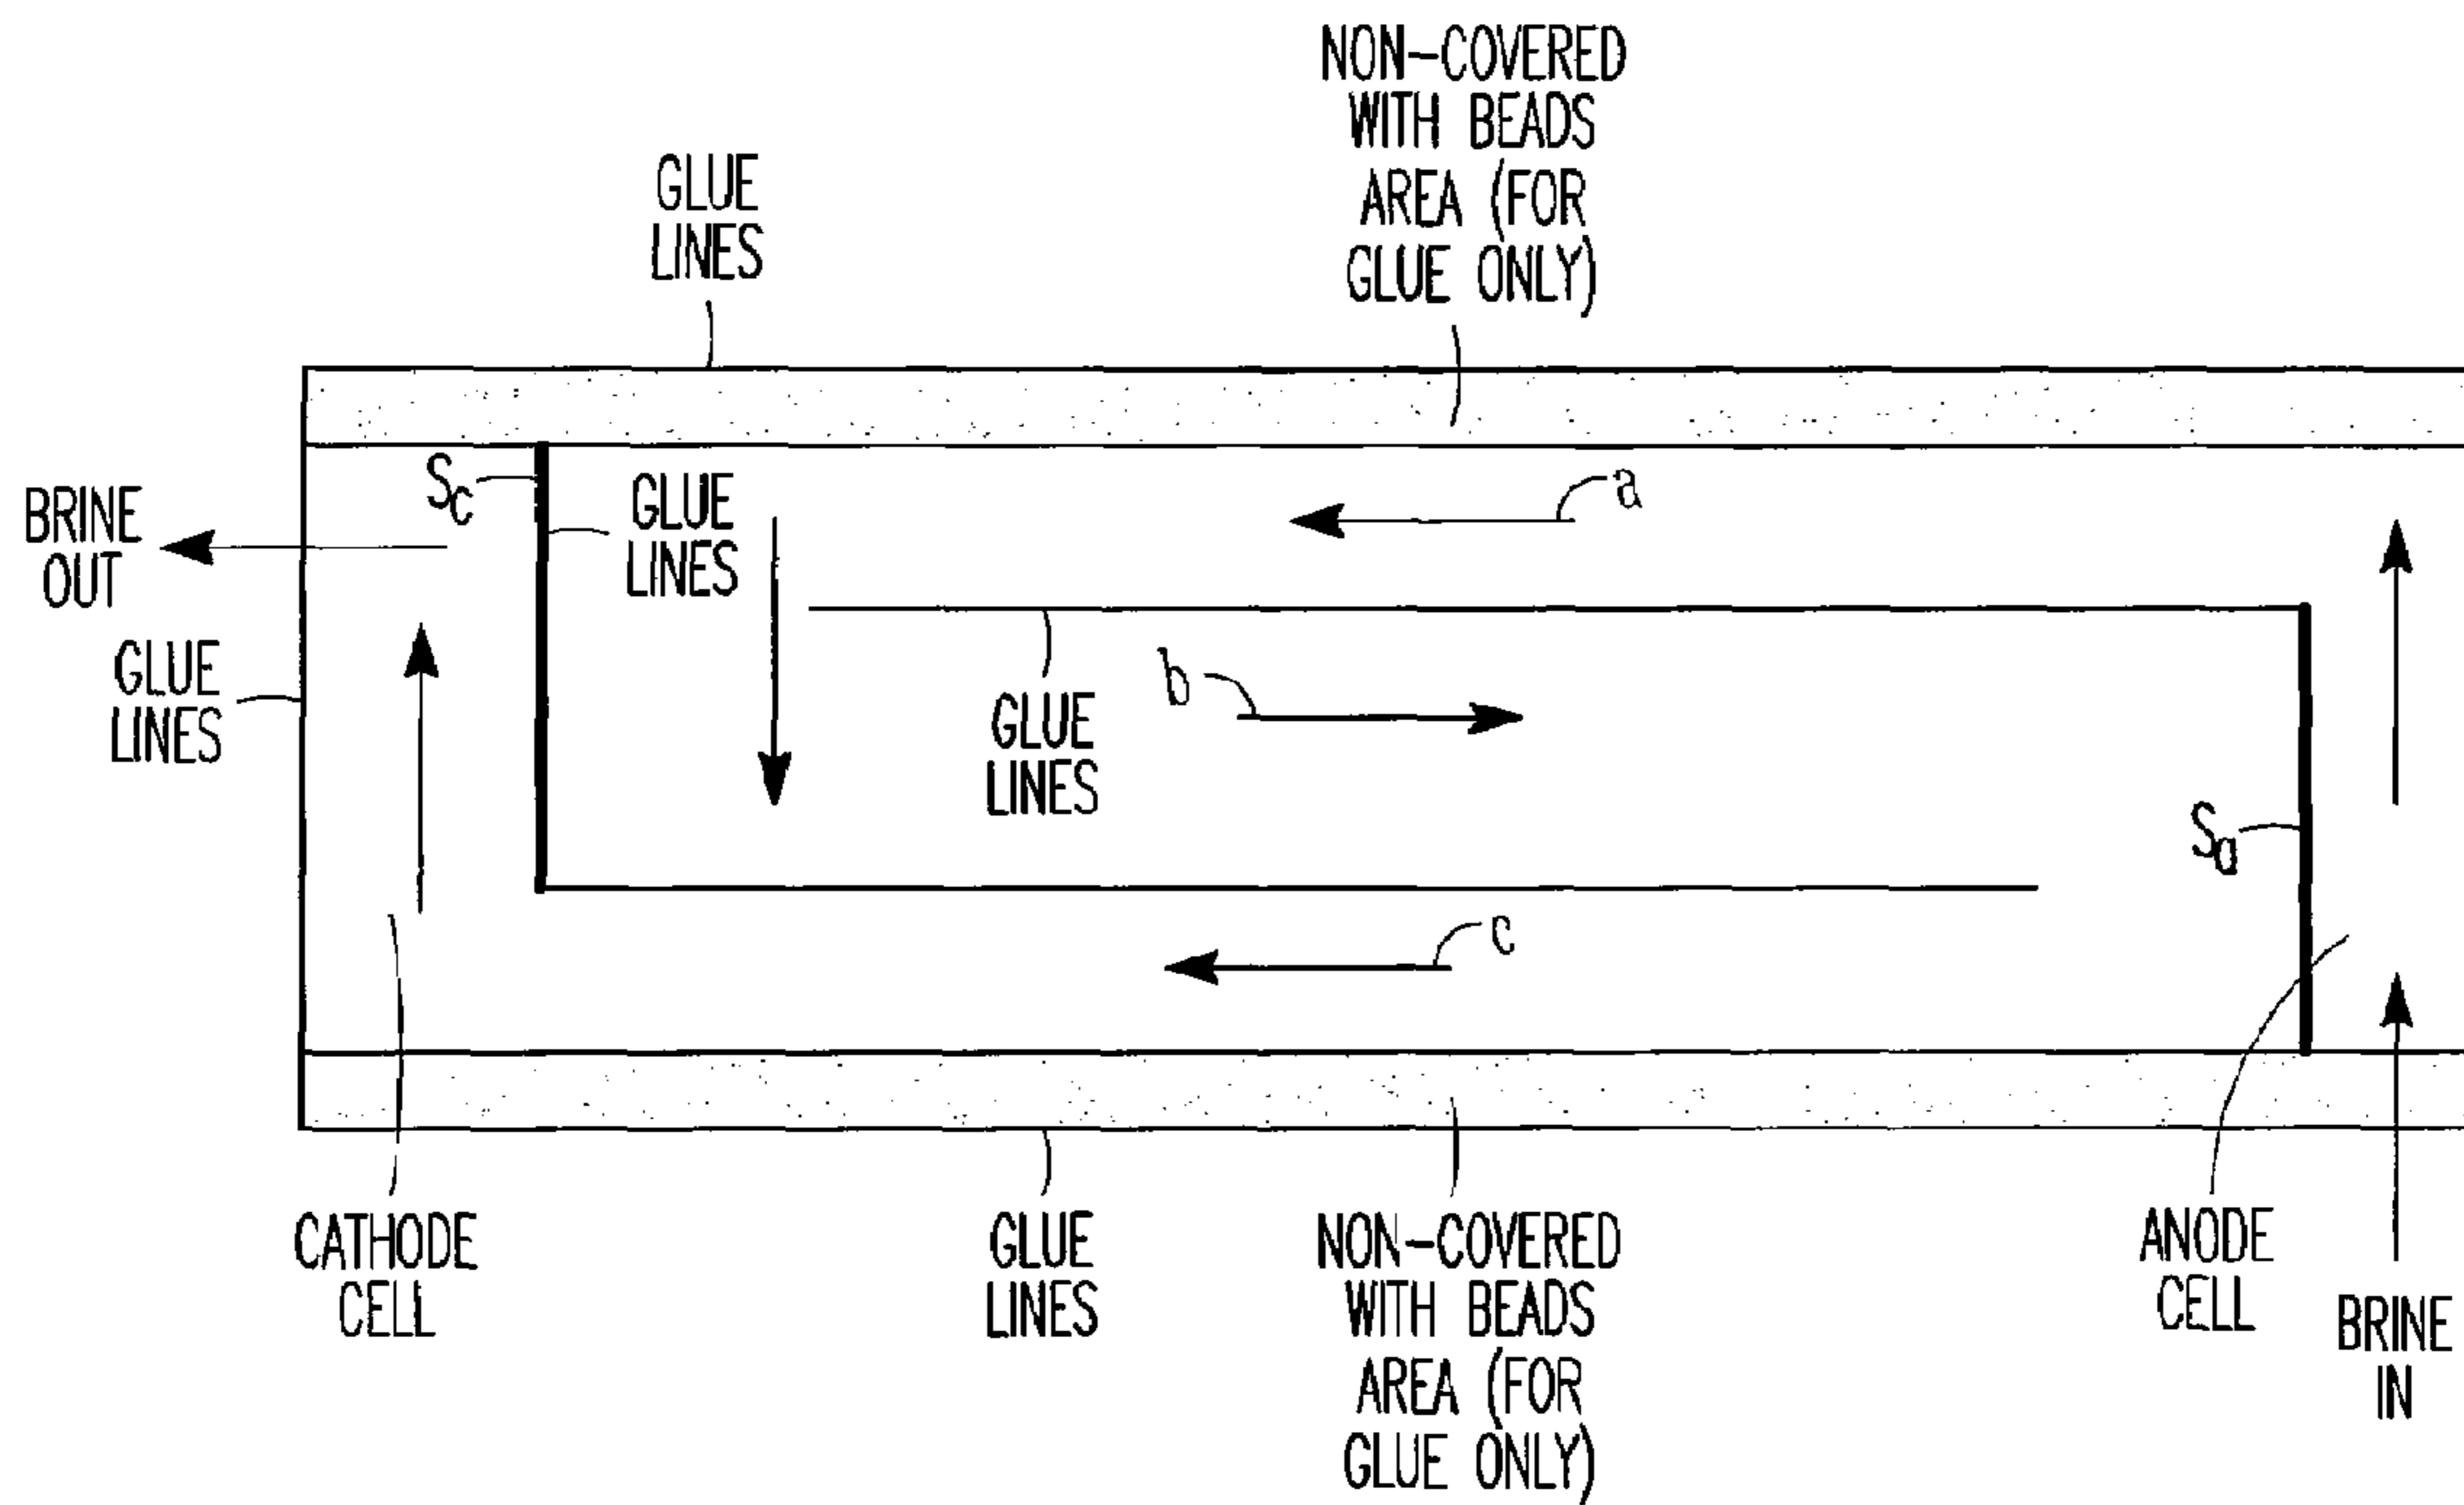 NON-COVERED
WITH BEADS
AREA (FOR
GLUE ONLY)
GLUE
LINES
Sc
GLUE
LINES
a
BRINE
OUT
GLUE
LINES
b
GLUE
LINES
Sa
c
CATHODE
CELL
GLUE
LINES
NON-COVERED
WITH BEADS
AREA (FOR
GLUE ONLY)
ANODE
CELL
BRINE
IN